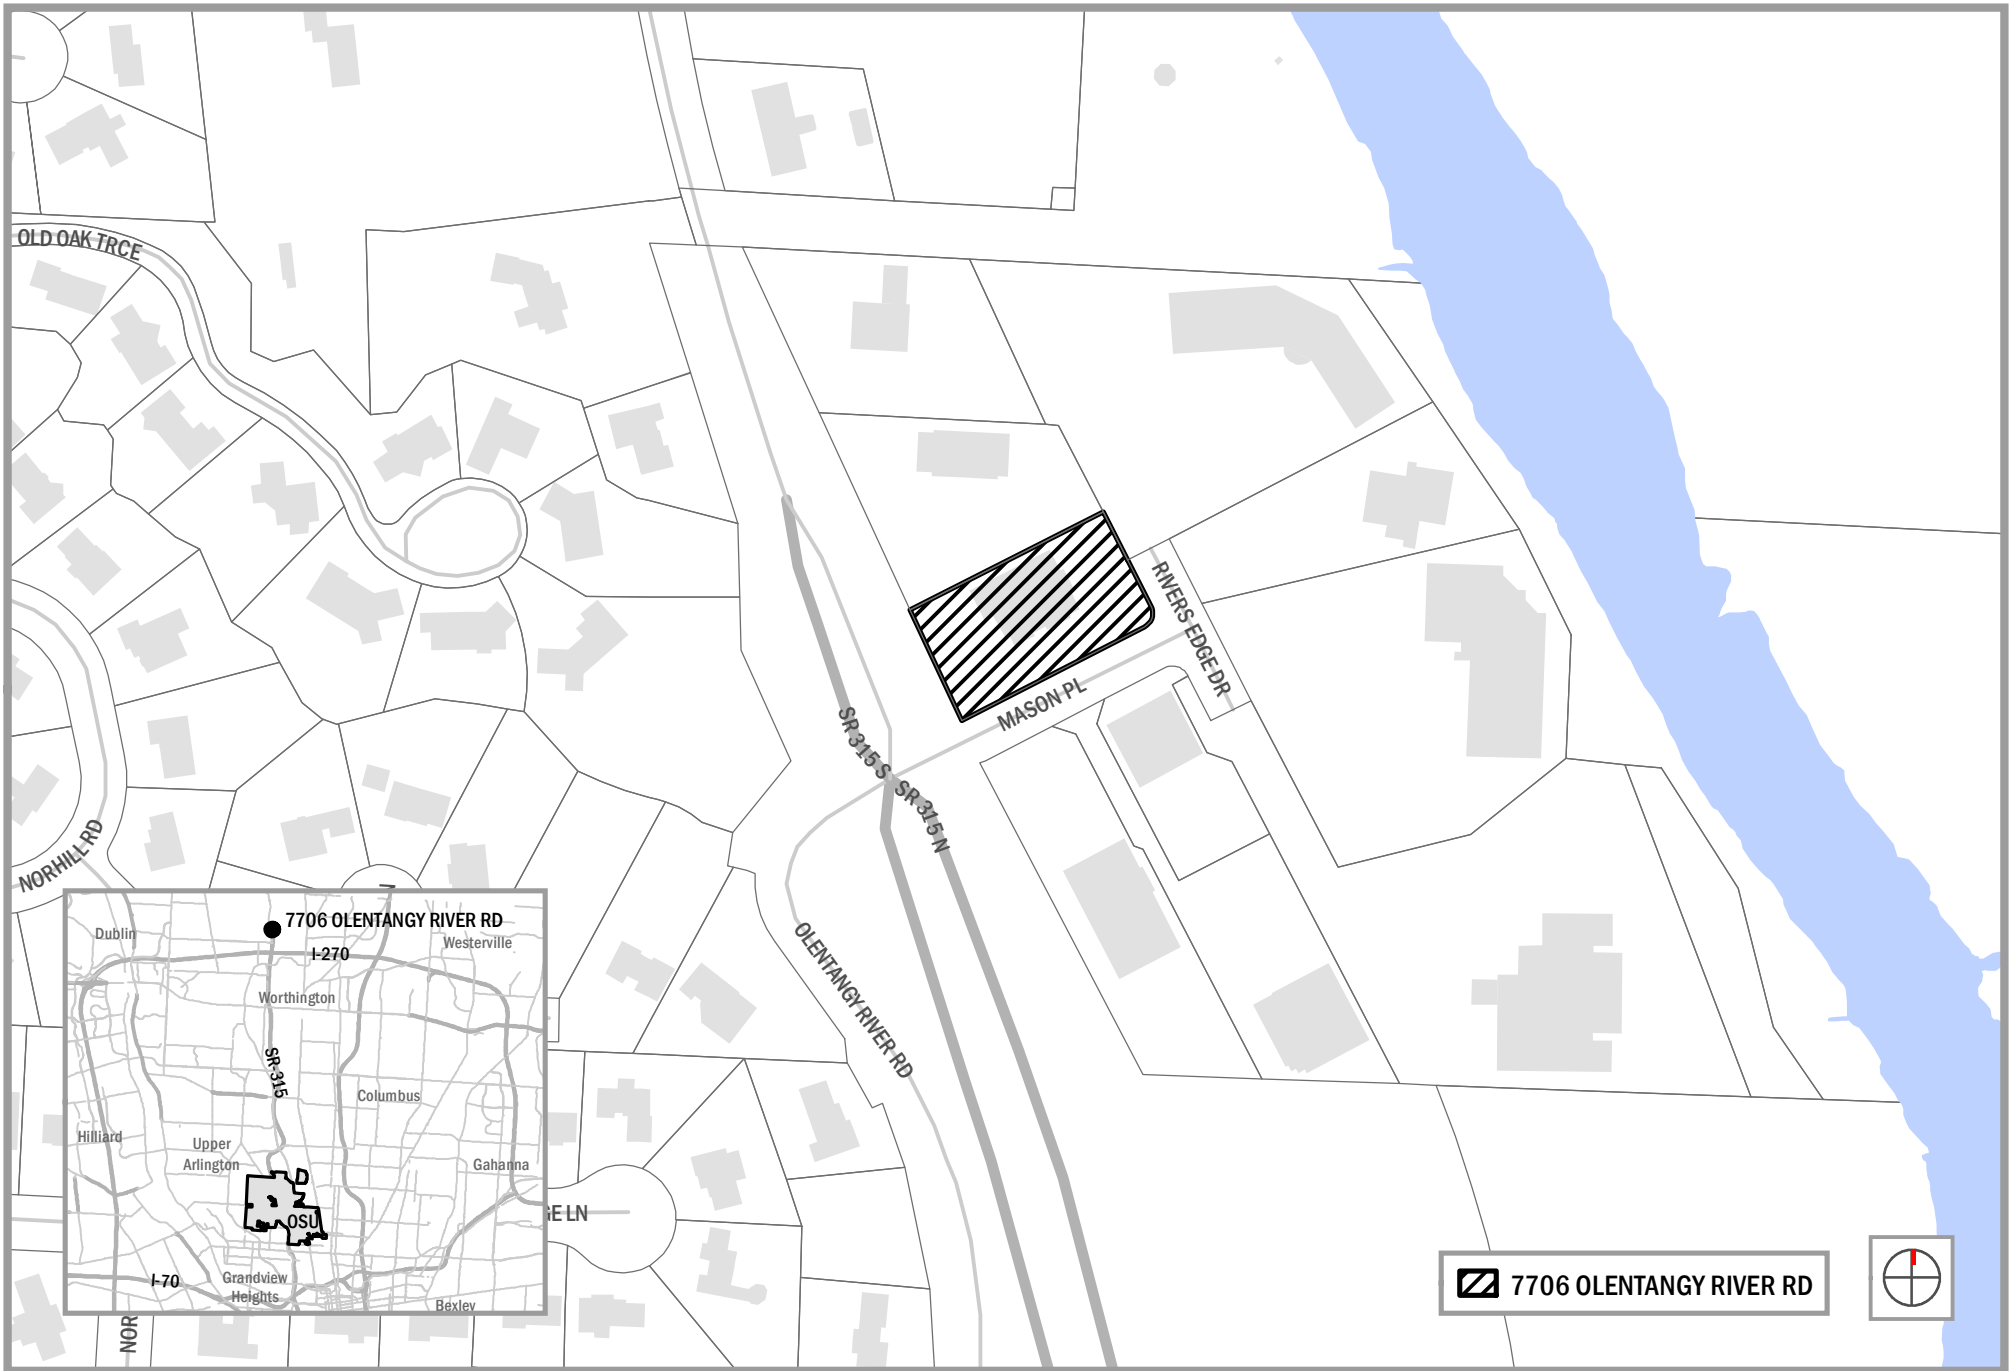 OLD OAK TRCE
RIVERS EDGE DR
MASON PL
SR 315 S
SR 315 N
NORHILL RD
OLENTANGY RIVER RD
7706 OLENTANGY RIVER RD
Dublin
Westerville
I-270
Worthington
SR-315
Columbus
Hilliard
Upper
Arlington
Gahanna
OSU
I-70
Grandview
Heights
Bexley
GE LN
NOR
7706 OLENTANGY RIVER RD